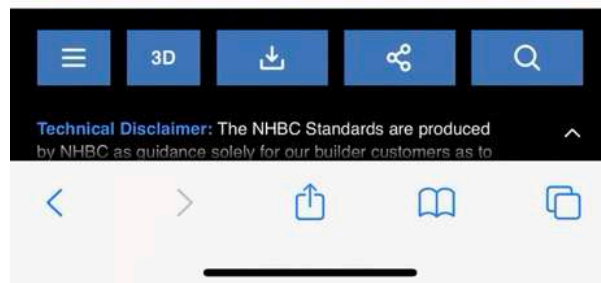 3D
Technical Disclaimer: The NHBC Standards are produced
by NHBC as guidance solely for our builder customers as to